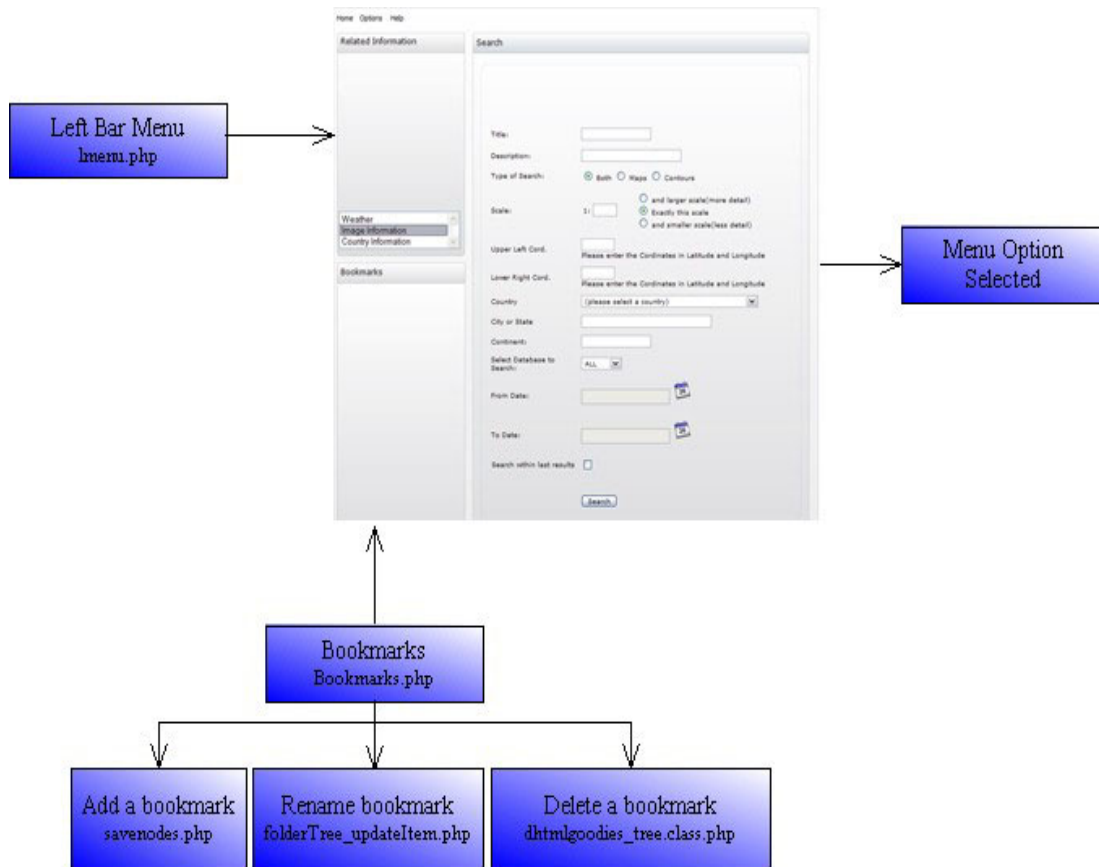 Home Options Help
Related Information
Search
Left Bar Menu
lmenu.php
Title:
Description:
Type of Search: Both Maps Contours
and larger scale(more detail)
Scale: 1: Exactly this scale
and smaller scale(less detail)
Weather
Image Information
Country Information
Upper Left Cord.
Please enter the Cordinates in Latitude and Longitude
Bookmarks
Lower Right Cord.
Please enter the Cordinates in Latitude and Longitude
Country (please select a country)
City or State
Continent:
Select Database to
Search: ALL
From Date:
To Date:
Search within last results
Search
Menu Option
Selected
Bookmarks
Bookmarks.php
Add a bookmark
savenodes.php
Rename bookmark
folderTree_updateItem.php
Delete a bookmark
dhtmlgoodies_tree.class.php